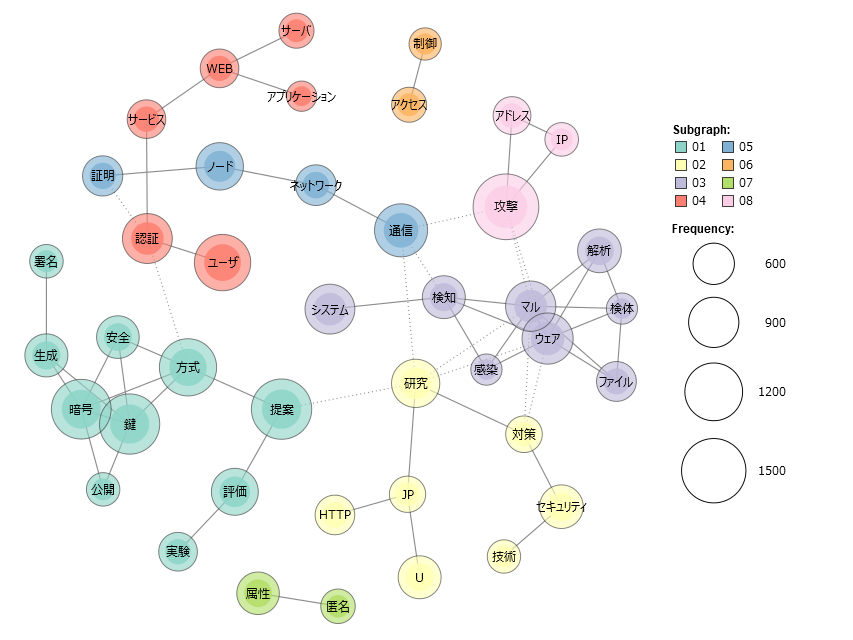 サーバ
制御
WEB
アプリケーション
アクセス
サービス
アドレス
IP
証明
ノード
ネットワーク
攻撃
通信
認証
ユーザ
解析
署名
検知
システム
マル
検体
ウェア
安全
生成
方式
感染
ファイル
研究
暗号
鍵
提案
対策
公開
評価
JP
HTTP
セキュリティ
実験
技術
U
属性
匿名
Subgraph:
01 05
02 06
03 07
04 08
Frequency:
600
900
1200
1500